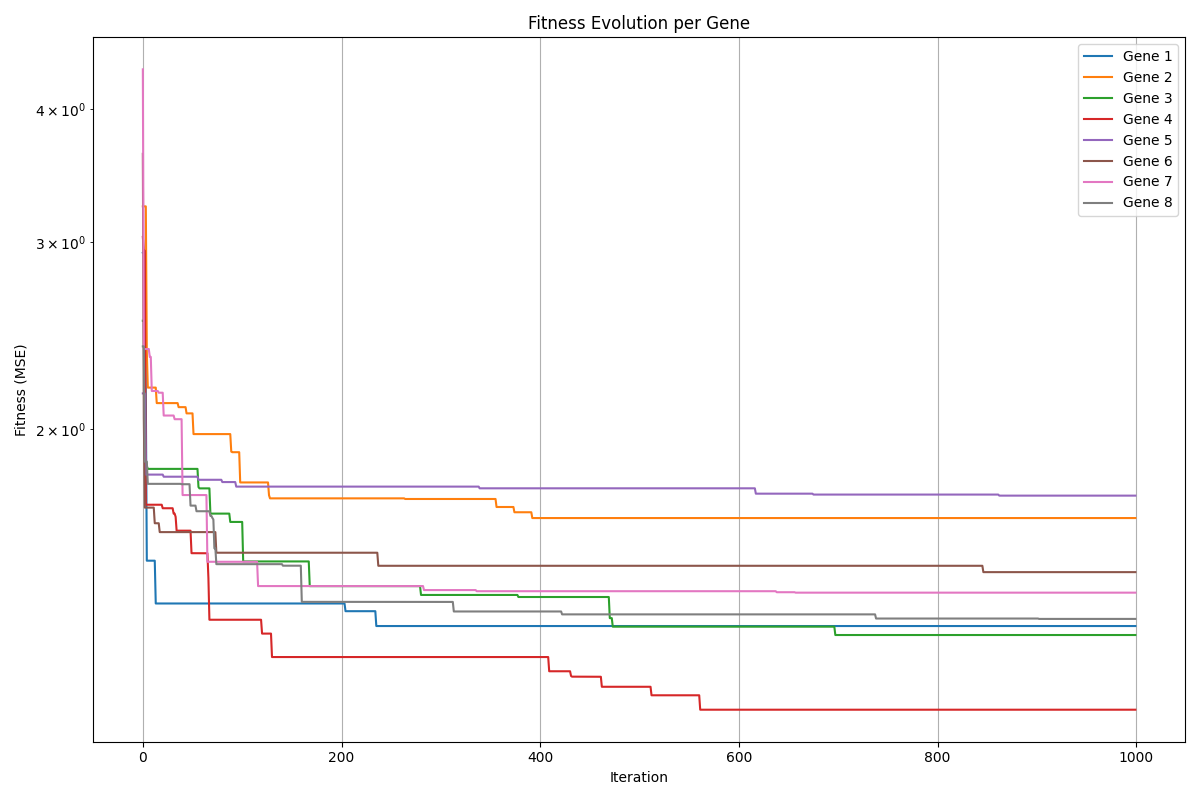 Fitness Evolution per Gene
Gene 1
Gene 2
Gene 3
Gene 4
Gene 5
Gene 6
Gene 7
Gene 8
4 × 10⁰
3 × 10⁰
2 × 10⁰
Fitness (MSE)
0 200 400 600 800 1000
Iteration